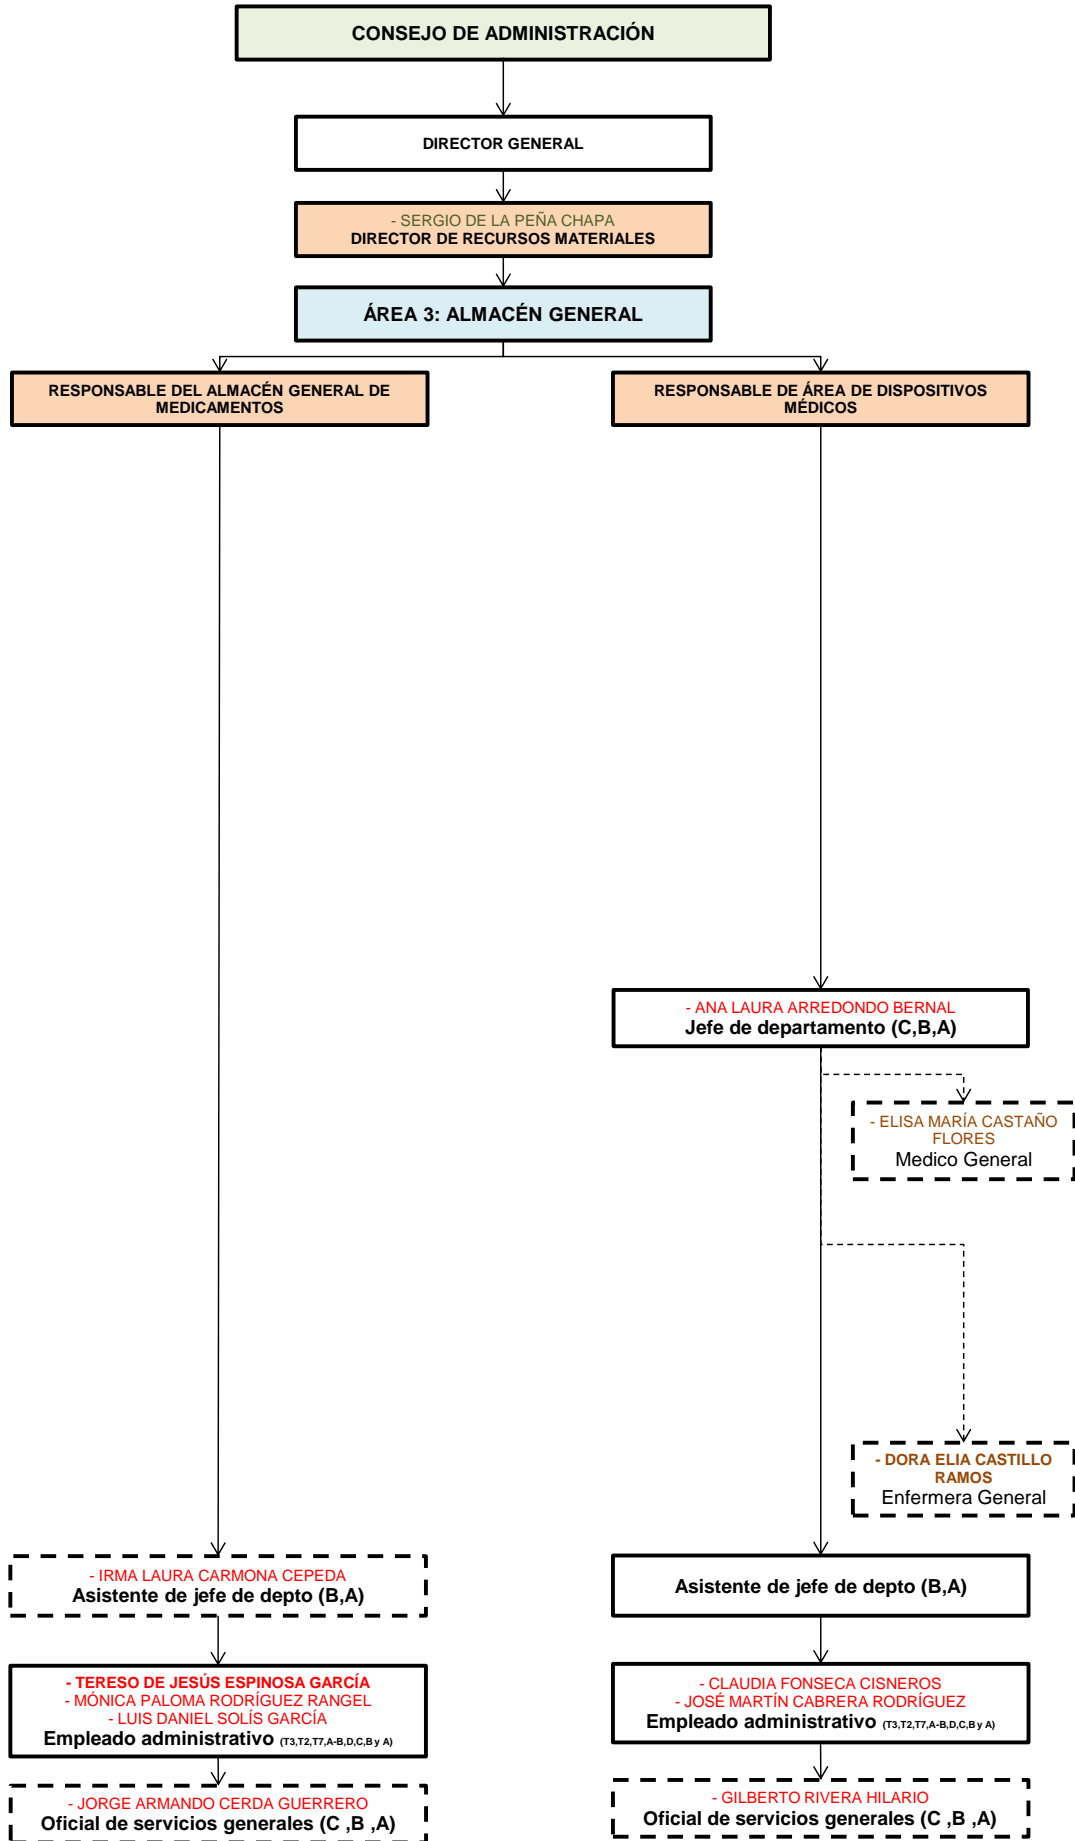 CONSEJO DE ADMINISTRACIÓN
DIRECTOR GENERAL
- SERGIO DE LA PEÑA CHAPA
DIRECTOR DE RECURSOS MATERIALES
ÁREA 3: ALMACÉN GENERAL
RESPONSABLE DEL ALMACÉN GENERAL DE
MEDICAMENTOS
RESPONSABLE DE ÁREA DE DISPOSITIVOS
MÉDICOS
- ANA LAURA ARREDONDO BERNAL
Jefe de departamento (C,B,A)
- ELISA MARÍA CASTAÑO
FLORES
Medico General
- DORA ELIA CASTILLO
RAMOS
Enfermera General
- IRMA LAURA CARMONA CEPEDA
Asistente de jefe de depto (B,A)
Asistente de jefe de depto (B,A)
- TERESO DE JESÚS ESPINOSA GARCÍA
- MÓNICA PALOMA RODRÍGUEZ RANGEL
- LUIS DANIEL SOLÍS GARCÍA
Empleado administrativo (T3,T2,T7,A-B,D,C,B y A)
- CLAUDIA FONSECA CISNEROS
- JOSÉ MARTÍN CABRERA RODRÍGUEZ
Empleado administrativo (T3,T2,T7,A-B,D,C,B y A)
- JORGE ARMANDO CERDA GUERRERO
Oficial de servicios generales (C ,B ,A)
- GILBERTO RIVERA HILARIO
Oficial de servicios generales (C ,B ,A)